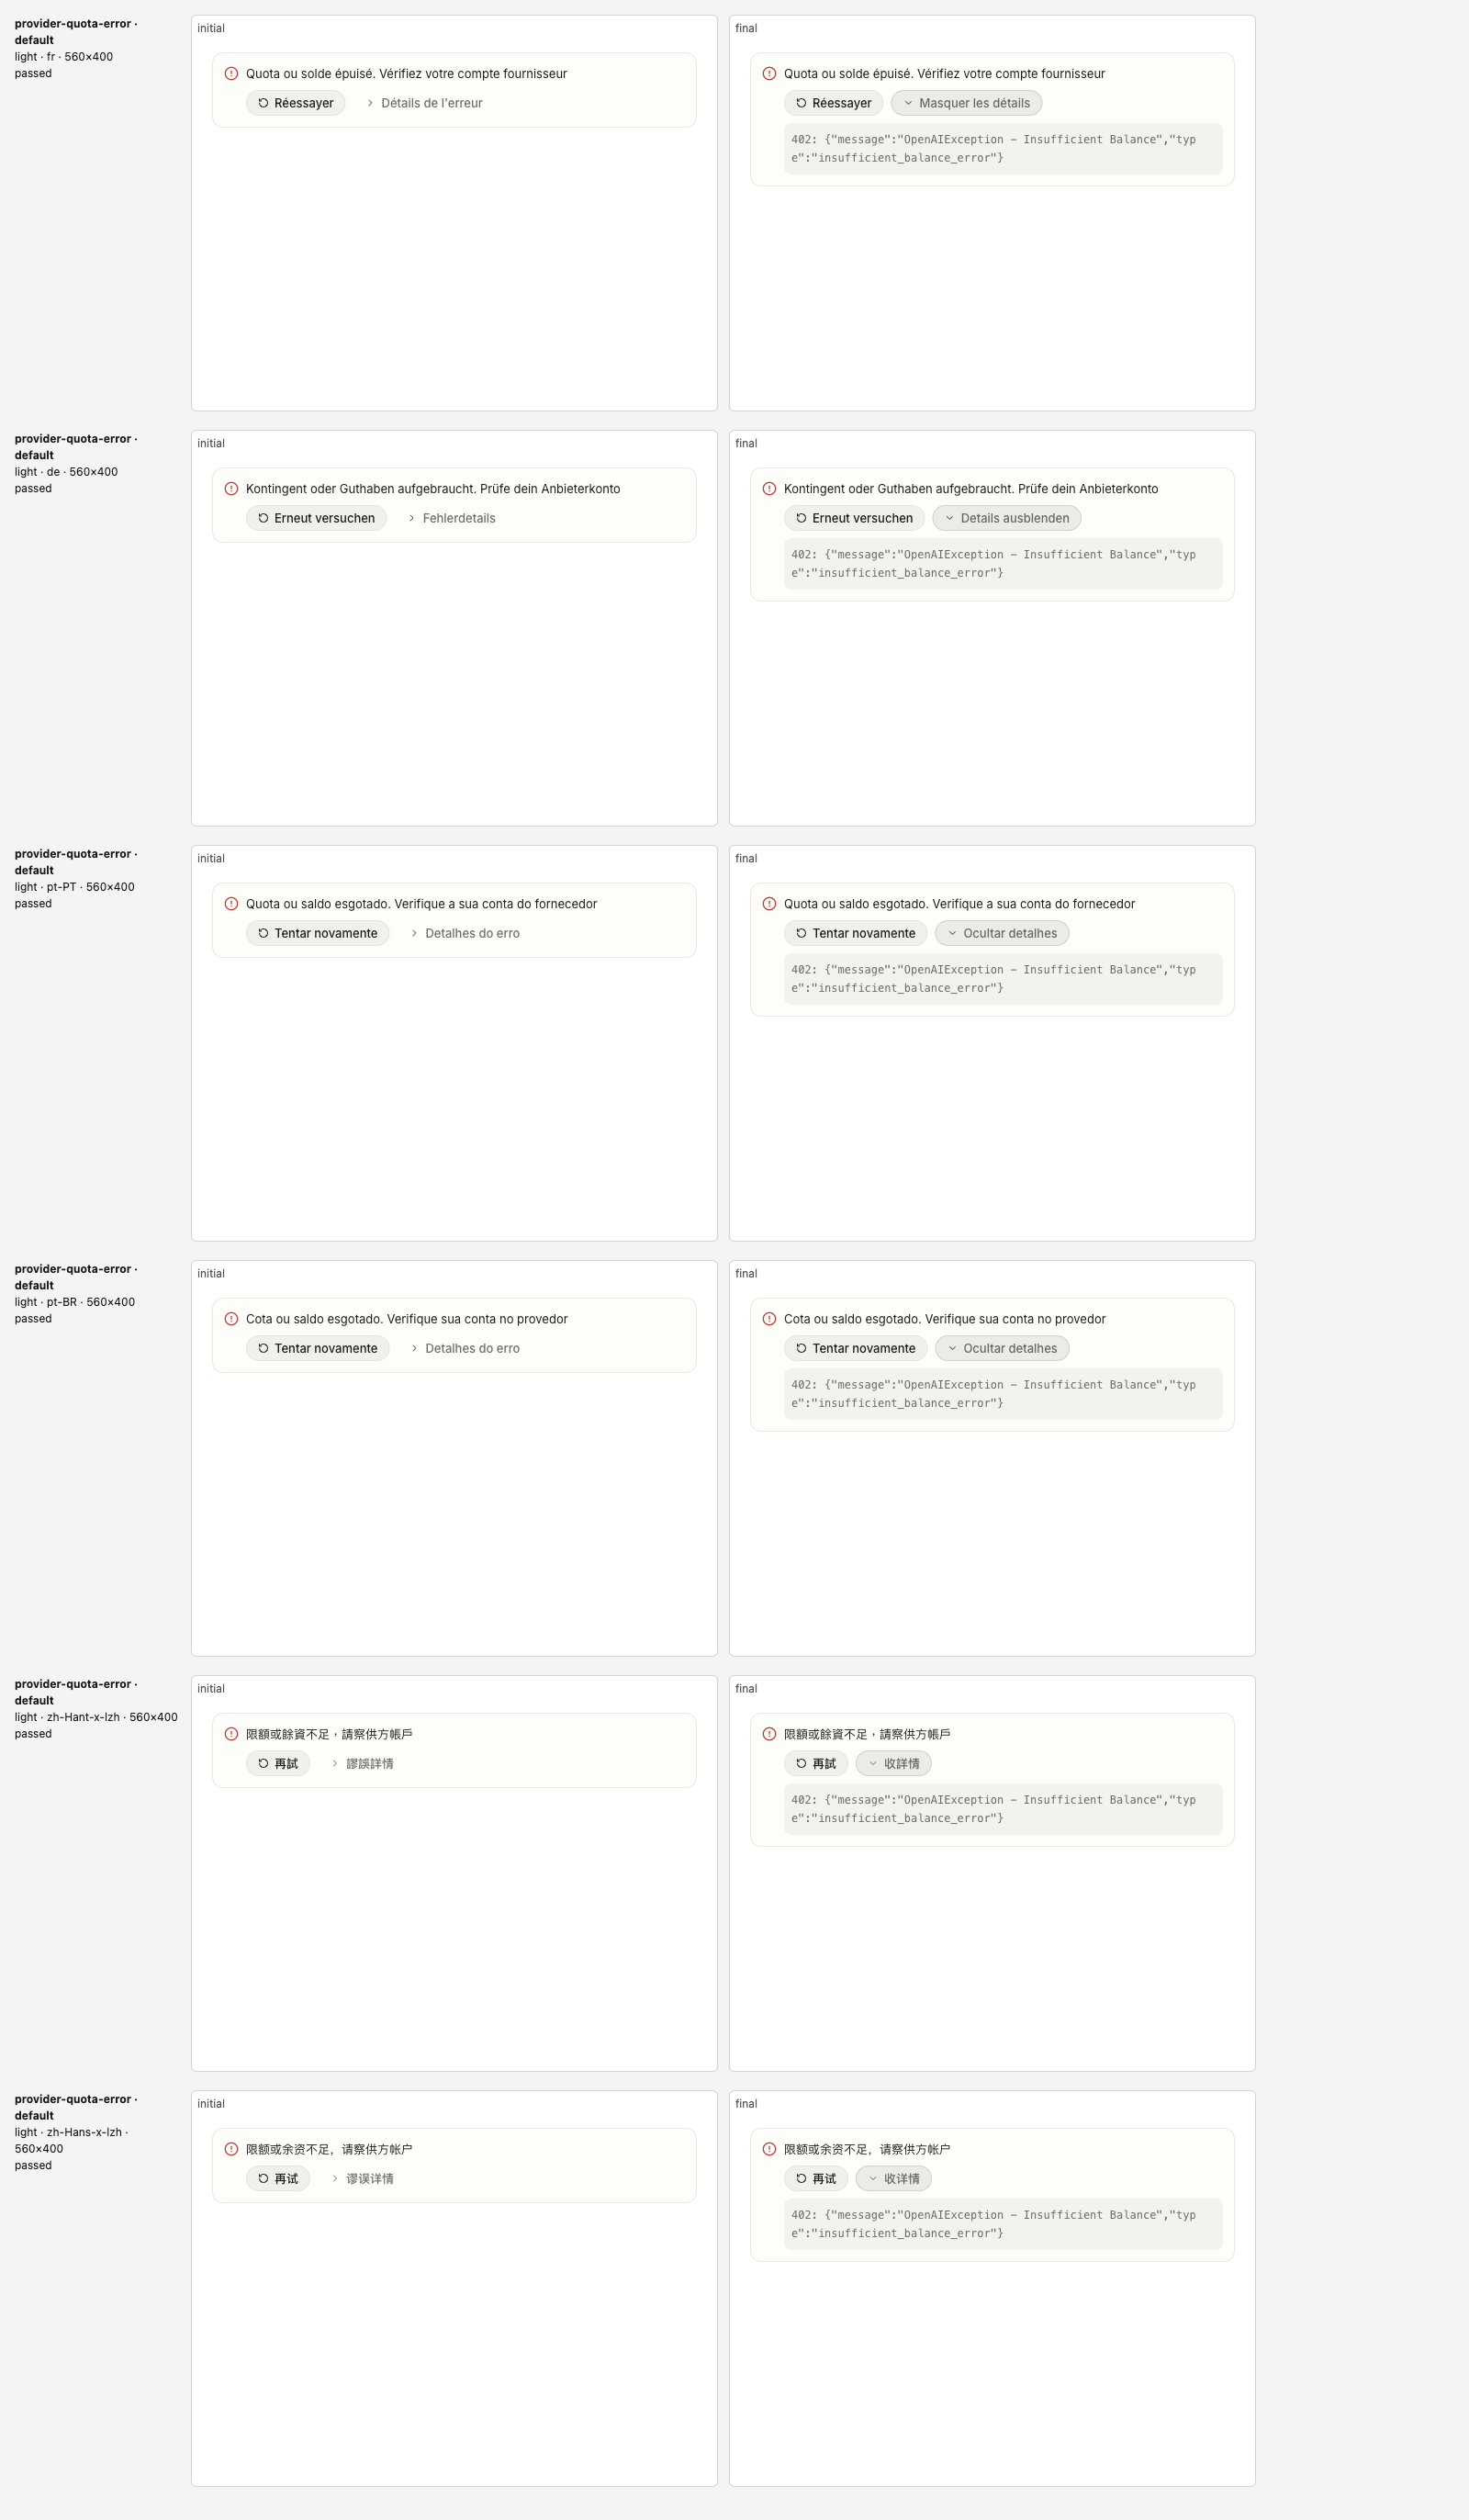 provider-quota-error ·
default
light · fr · 560×400
passed
initial
Quota ou solde épuisé. Vérifiez votre compte fournisseur
Réessayer
Détails de l'erreur
final
Quota ou solde épuisé. Vérifiez votre compte fournisseur
Réessayer
Masquer les détails
402: {"message":"OpenAIException – Insufficient Balance","typ
e":"insufficient_balance_error"}
provider-quota-error ·
default
light · de · 560×400
passed
initial
Kontingent oder Guthaben aufgebraucht. Prüfe dein Anbieterkonto
Erneut versuchen
Fehlerdetails
final
Kontingent oder Guthaben aufgebraucht. Prüfe dein Anbieterkonto
Erneut versuchen
Details ausblenden
402: {"message":"OpenAIException – Insufficient Balance","typ
e":"insufficient_balance_error"}
provider-quota-error ·
default
light · pt-PT · 560×400
passed
initial
Quota ou saldo esgotado. Verifique a sua conta do fornecedor
Tentar novamente
Detalhes do erro
final
Quota ou saldo esgotado. Verifique a sua conta do fornecedor
Tentar novamente
Ocultar detalhes
402: {"message":"OpenAIException – Insufficient Balance","typ
e":"insufficient_balance_error"}
provider-quota-error ·
default
light · pt-BR · 560×400
passed
initial
Cota ou saldo esgotado. Verifique sua conta no provedor
Tentar novamente
Detalhes do erro
final
Cota ou saldo esgotado. Verifique sua conta no provedor
Tentar novamente
Ocultar detalhes
402: {"message":"OpenAIException – Insufficient Balance","typ
e":"insufficient_balance_error"}
provider-quota-error ·
default
light · zh-Hant-x-lzh · 560×400
passed
initial
限額或餘資不足，請察供方帳戶
再試
謬誤詳情
final
限額或餘資不足，請察供方帳戶
再試
收詳情
402: {"message":"OpenAIException – Insufficient Balance","typ
e":"insufficient_balance_error"}
provider-quota-error ·
default
light · zh-Hans-x-lzh ·
560×400
passed
initial
限额或余资不足，请察供方帐户
再试
谬误详情
final
限额或余资不足，请察供方帐户
再试
收详情
402: {"message":"OpenAIException – Insufficient Balance","typ
e":"insufficient_balance_error"}